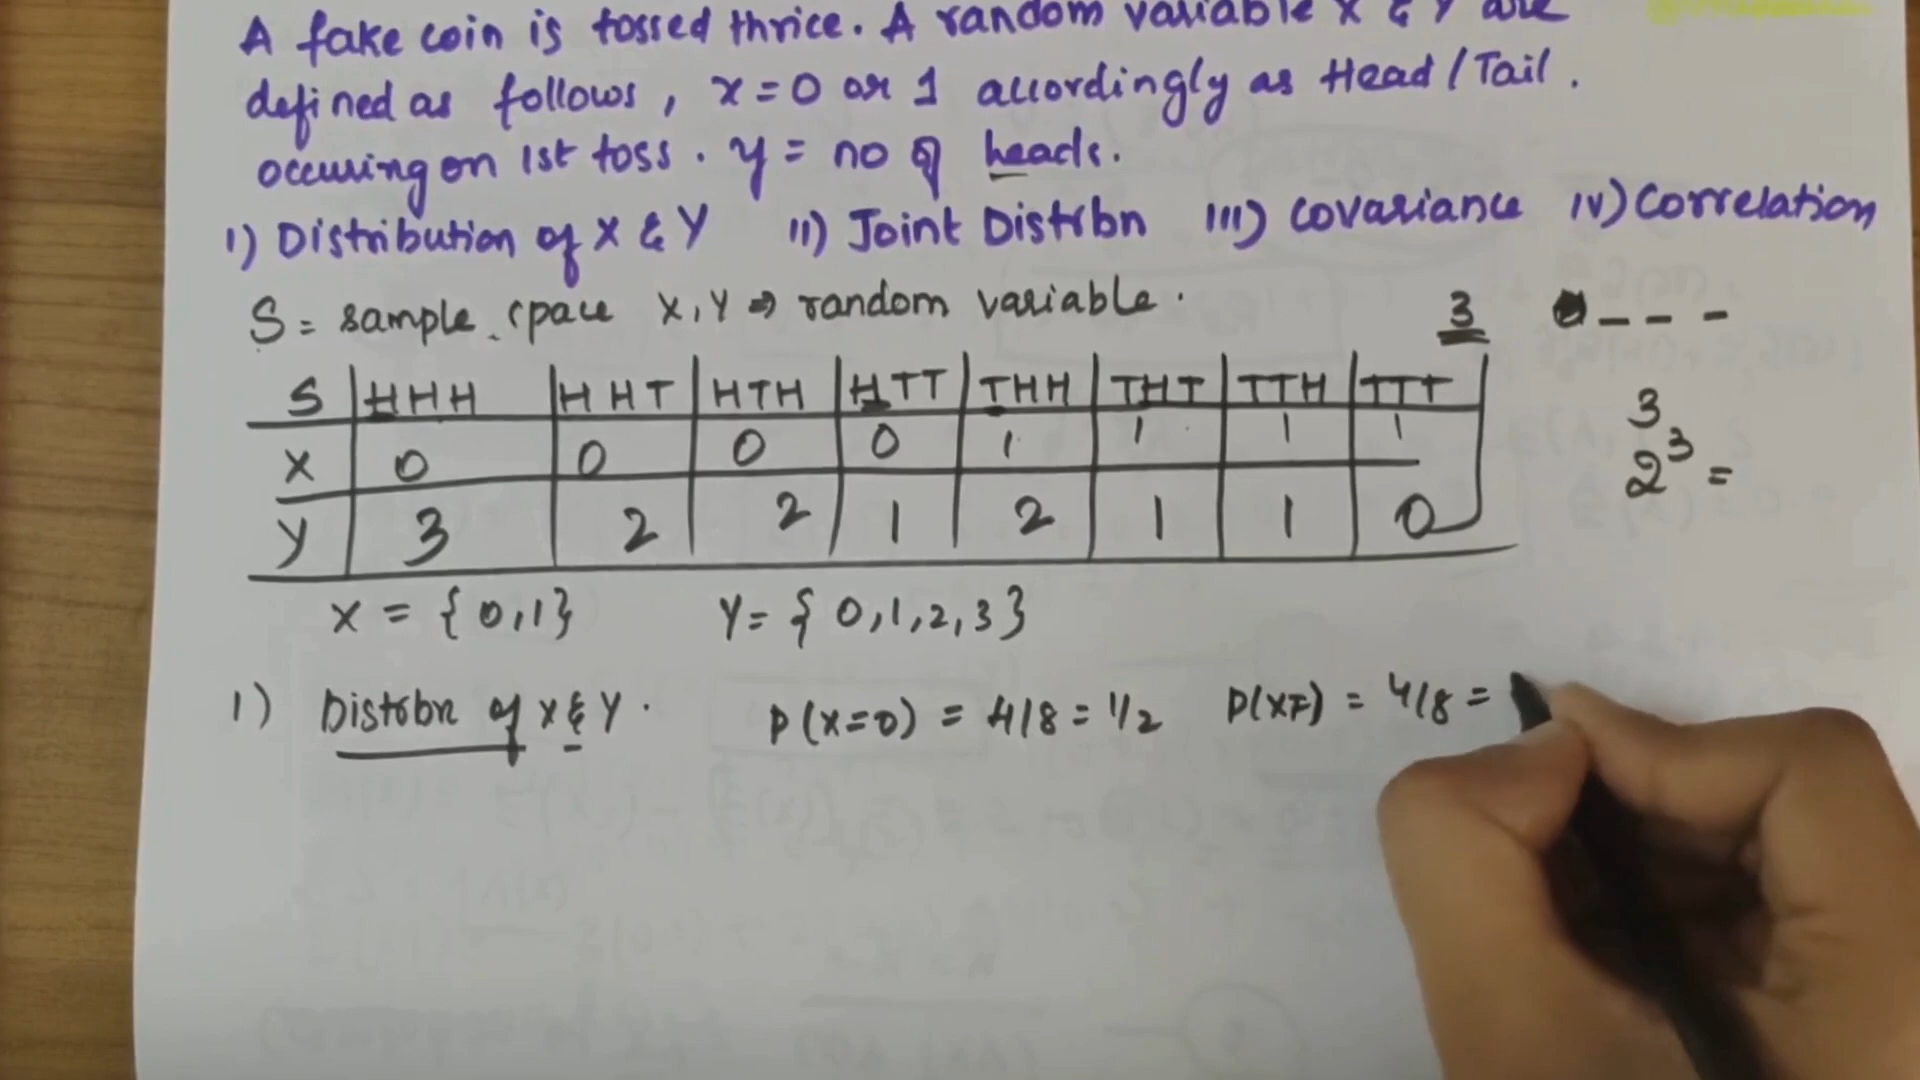 A fake coin is tossed thrice. A random variable X & Y are
defined as follows, x=0 or 1 accordingly as Head/Tail.
occuring on 1st toss. y = no of heads.
I) Distribution of X & Y II) Joint Distrbn III) Covariance IV) Correlation
S = sample space X,Y ⇒ random variable.
3 _ _ _
S HHH HHT HTH HTT THH THT TTH TTT
X 0 0 0 0 1 1 1 1
Y 3 2 2 1 2 1 1 0
3
2³ =
X = {0,1} Y = {0,1,2,3}
1) Distrbn of X & Y. P(X=0) = 4/8 = 1/2 = 4/8 =